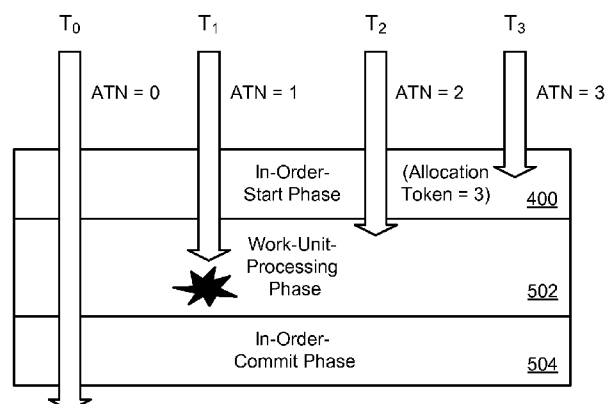 T0 T1 T2 T3
ATN = 0 ATN = 1 ATN = 2 ATN = 3
In-Order-
Start Phase
(Allocation
Token = 3)
400
Work-Unit-
Processing
Phase
502
In-Order-
Commit Phase
504